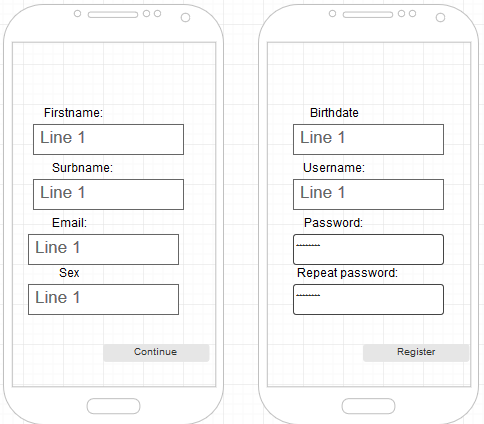 Firstname:
Line 1
Surbname:
Line 1
Email:
Line 1
Sex
Line 1
Continue
Birthdate
Line 1
Username:
Line 1
Password:
********
Repeat password:
********
Register